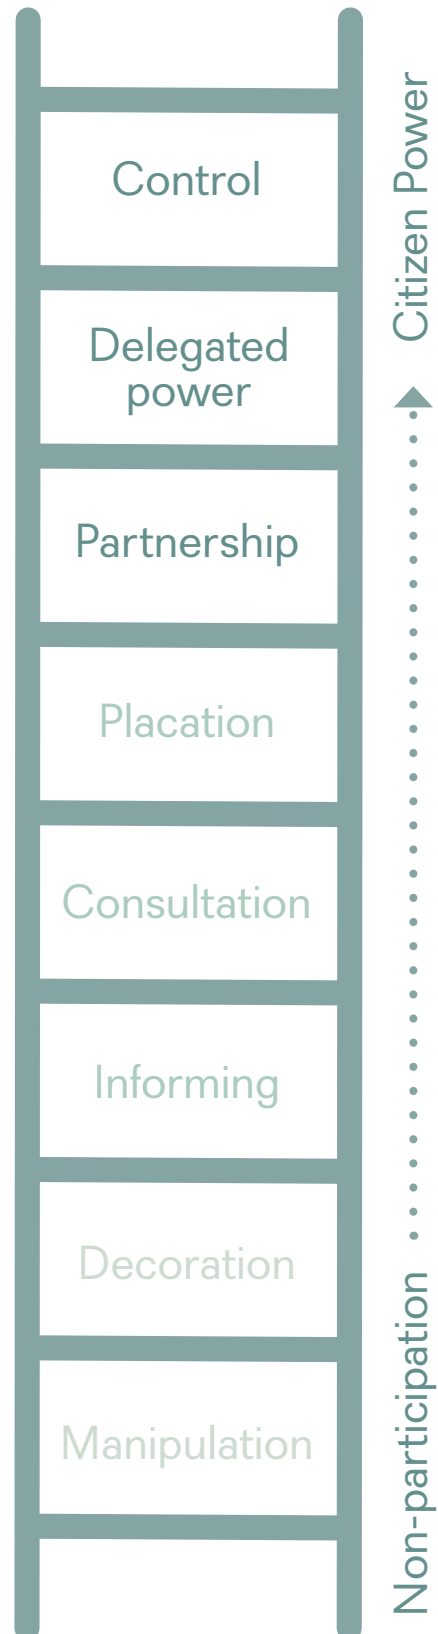 Control
Delegated
power
Partnership
Placation
Consultation
Informing
Decoration
Manipulation
Citizen Power
Non-participation